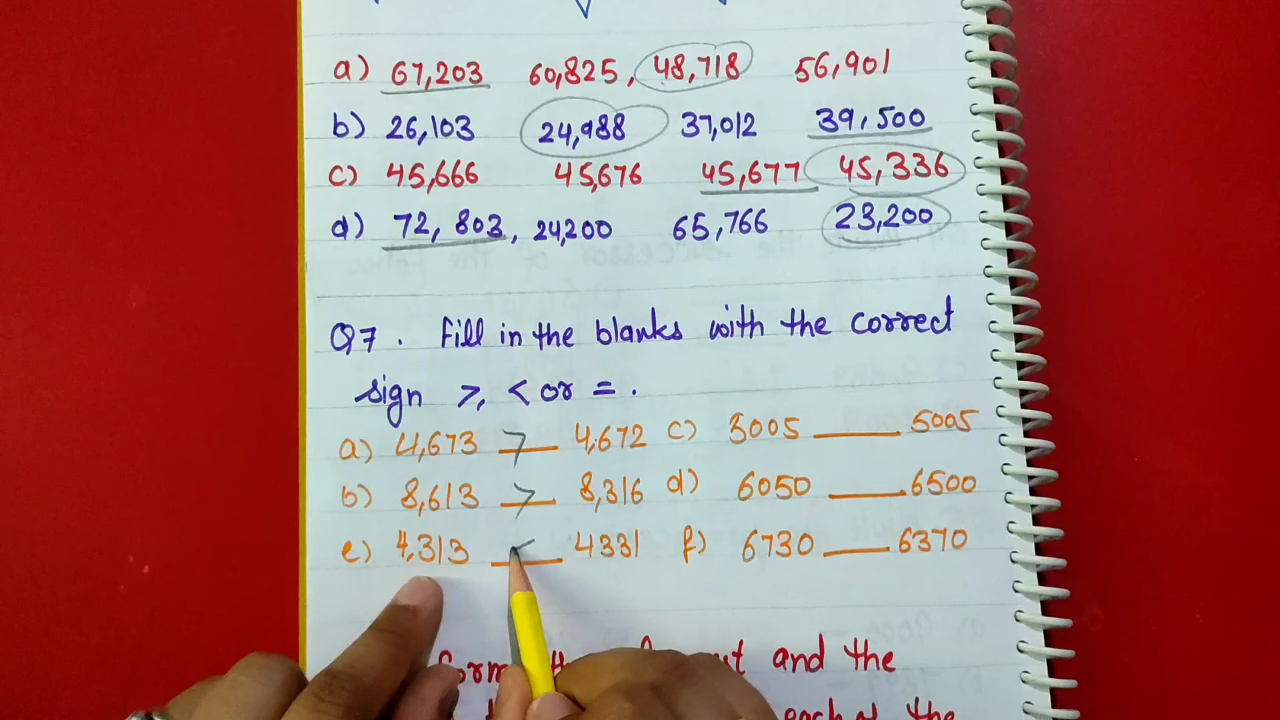 a) 67,203 60,825, 48,718 56,901
b) 26,103 24,988 37,012 39,500
c) 45,666 45,676 45,677 45,336
d) 72, 803, 24,200 65,766 23,200
Q7. Fill in the blanks with the correct
sign >, < or =.
a) 4,673 > 4,672 c) 5005 ____ 5005
b) 8,613 > 8,316 d) 6050 ____ 6500
e) 4,313 < 4331 f) 6730 ____ 6370
and the
the